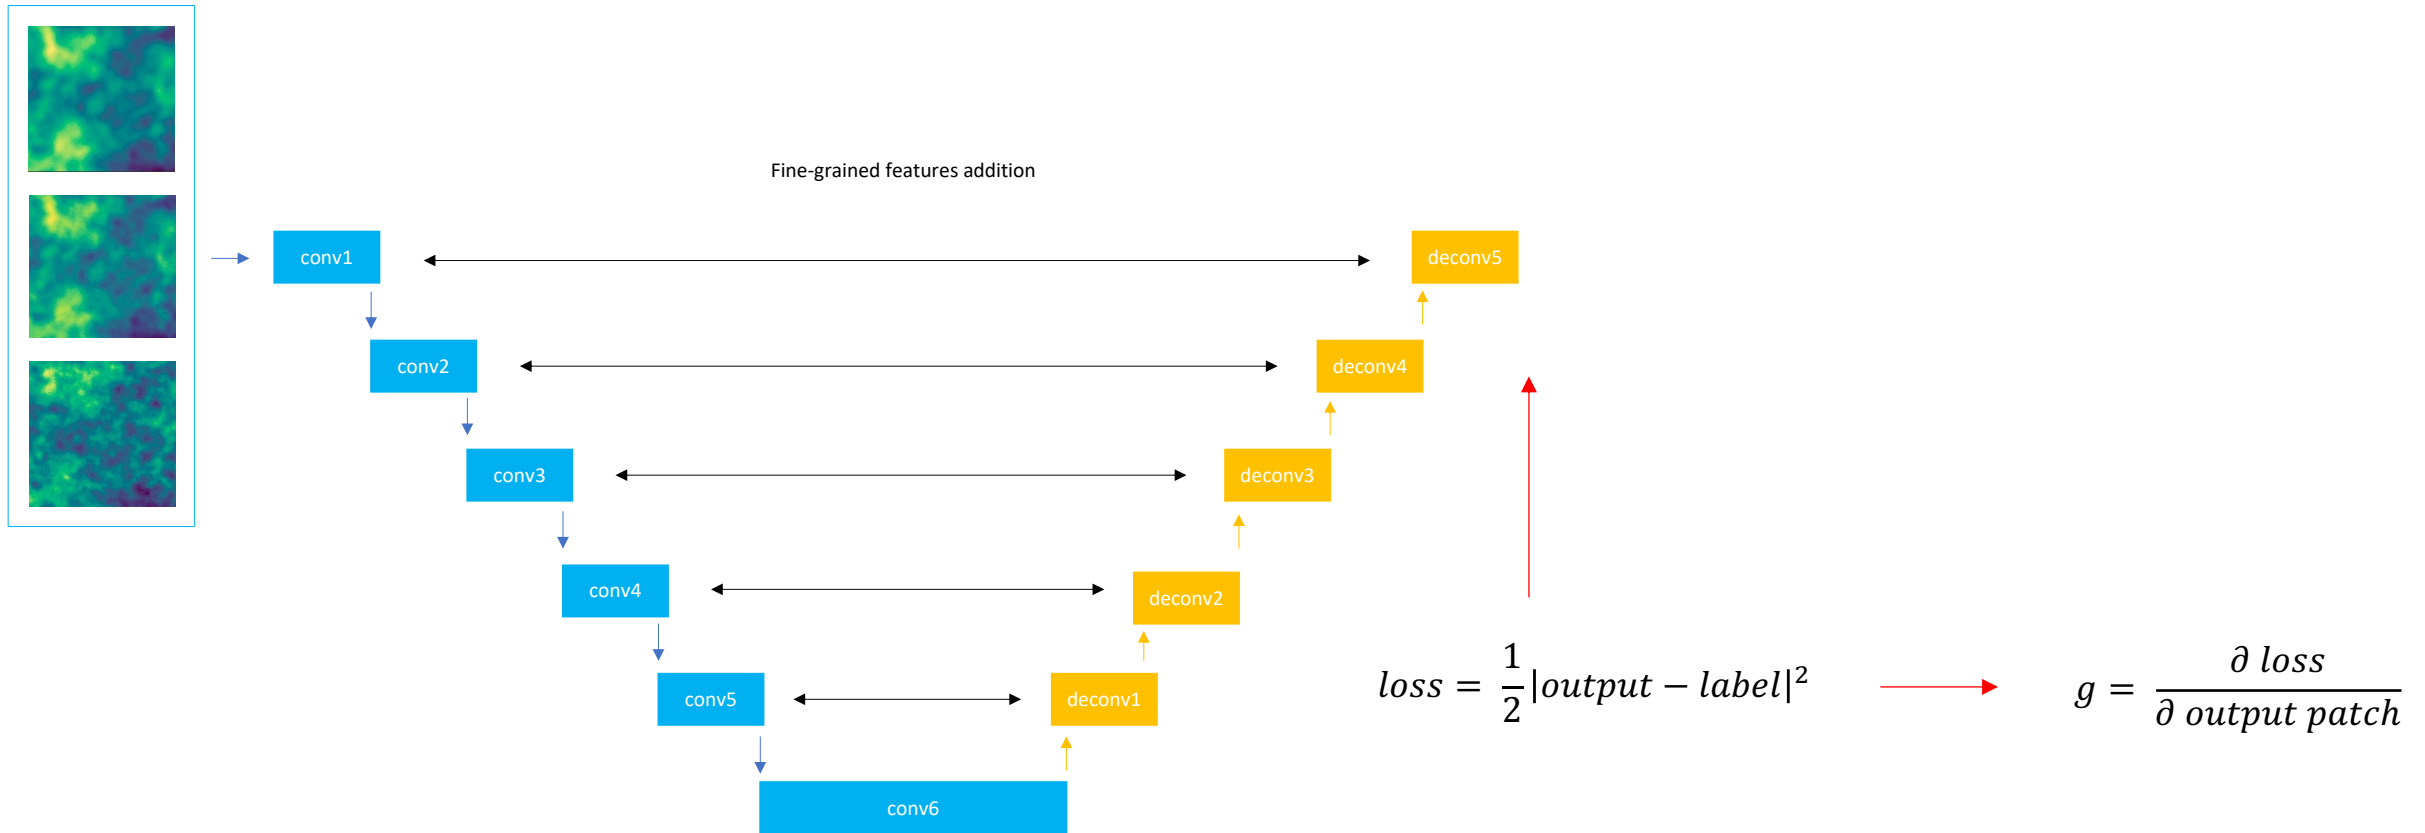 Fine-grained features addition
conv1
deconv5
conv2
deconv4
conv3
deconv3
conv4
deconv2
conv5
deconv1
conv6
loss = 1/2 |output − label|²
g = ∂ loss / ∂ output patch